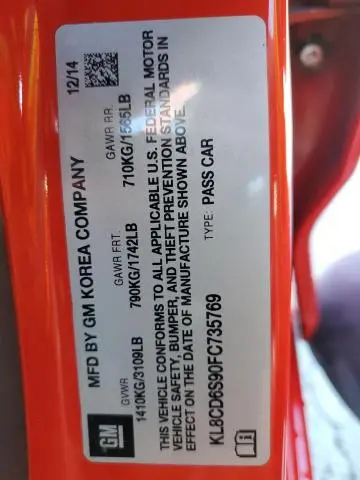 GM
MFD BY GM KOREA COMPANY 12/14
GVWR GAWR FRT. GAWR RR.
1410KG/3109LB 790KG/1742LB 710KG/1565LB
THIS VEHICLE CONFORMS TO ALL APPLICABLE U.S. FEDERAL MOTOR
VEHICLE SAFETY, BUMPER, AND THEFT PREVENTION STANDARDS IN
EFFECT ON THE DATE OF MANUFACTURE SHOWN ABOVE.
KL8CD6S90FC735769 TYPE: PASS CAR